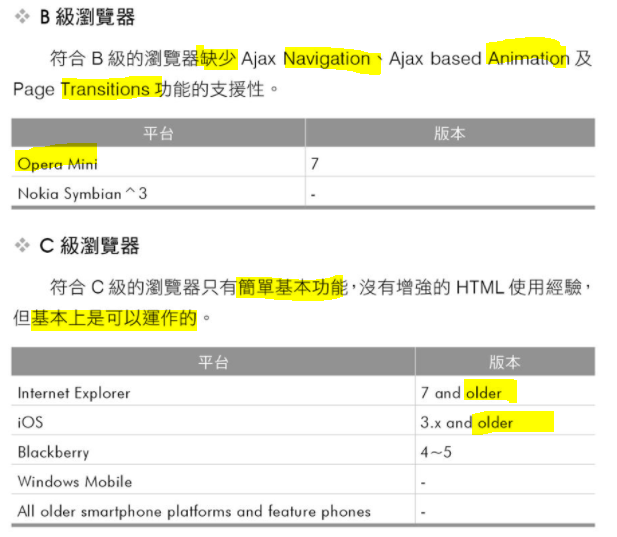 ❖ B 級瀏覽器
符合 B 級的瀏覽器缺少 Ajax Navigation、Ajax based Animation 及
Page Transitions 功能的支援性。
平台 版本
Opera Mini 7
Nokia Symbian^3 -
❖ C 級瀏覽器
符合 C 級的瀏覽器只有簡單基本功能，沒有增強的 HTML 使用經驗，
但基本上是可以運作的。
平台 版本
Internet Explorer 7 and older
iOS 3.x and older
Blackberry 4~5
Windows Mobile -
All older smartphone platforms and feature phones -